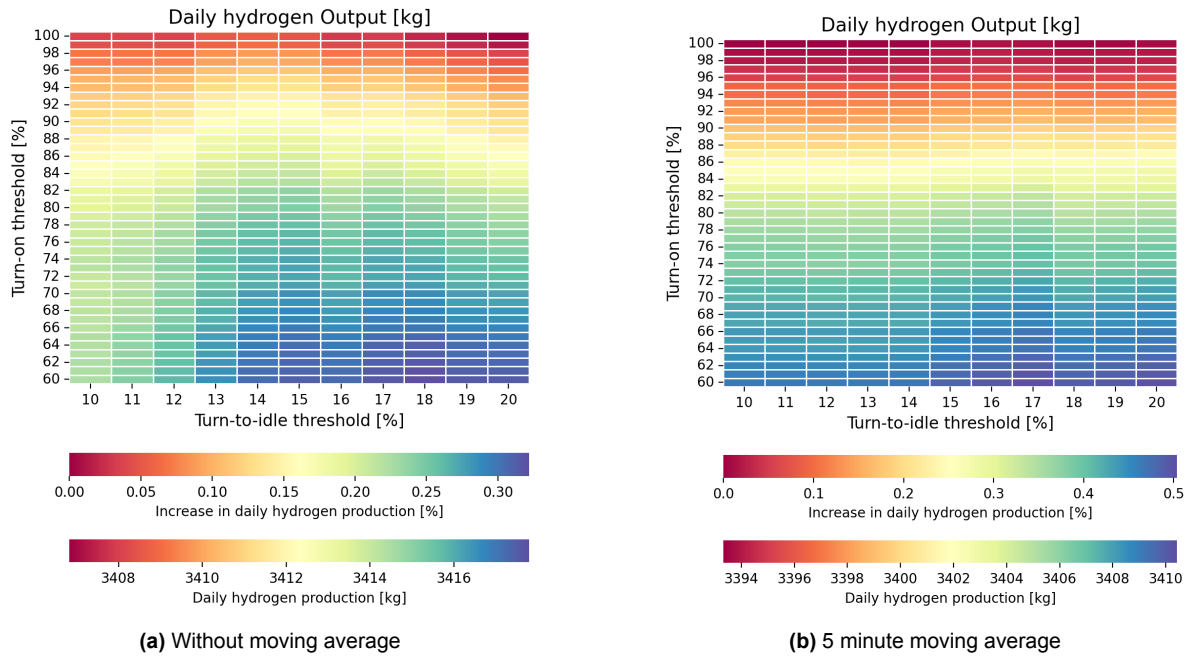 Daily hydrogen Output [kg]
Turn-on threshold [%]
100
98
96
94
92
90
88
86
84
82
80
78
76
74
72
70
68
66
64
62
60
10 11 12 13 14 15 16 17 18 19 20
Turn-to-idle threshold [%]
0.00 0.05 0.10 0.15 0.20 0.25 0.30
Increase in daily hydrogen production [%]
3408 3410 3412 3414 3416
Daily hydrogen production [kg]
(a) Without moving average
Daily hydrogen Output [kg]
Turn-on threshold [%]
100
98
96
94
92
90
88
86
84
82
80
78
76
74
72
70
68
66
64
62
60
10 11 12 13 14 15 16 17 18 19 20
Turn-to-idle threshold [%]
0.0 0.1 0.2 0.3 0.4 0.5
Increase in daily hydrogen production [%]
3394 3396 3398 3400 3402 3404 3406 3408 3410
Daily hydrogen production [kg]
(b) 5 minute moving average